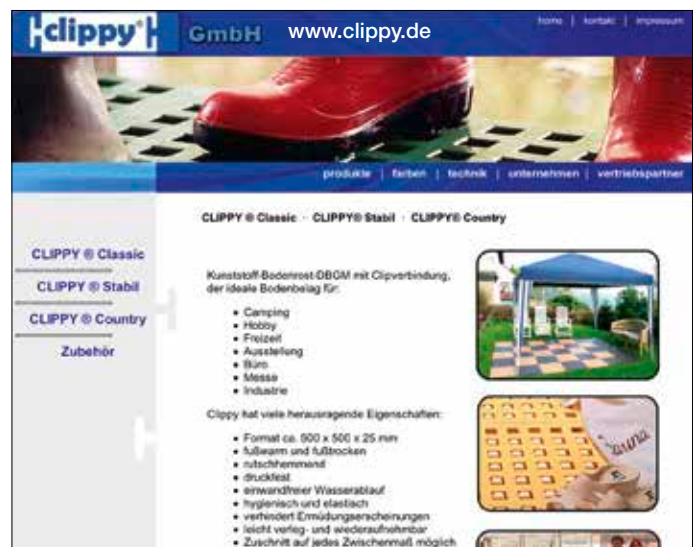 clippy® GmbH www.clippy.de
home | kontakt | impressum
produkte | farben | technik | unternehmen | vertriebspartner
CLIPPY ® Classic · CLIPPY® Stabil · CLIPPY® Country
CLIPPY ® Classic
CLIPPY ® Stabil
CLIPPY ® Country
Zubehör
Kunststoff-Bodenrost-DBGM mit Clipverbindung,
der ideale Bodenbelag für:
• Camping
• Hobby
• Freizeit
• Ausstellung
• Büro
• Messe
• Industrie
Clippy hat viele herausragende Eigenschaften:
• Format ca. 500 x 500 x 25 mm
• fußwarm und fußtrocken
• rutschhemmend
• druckfest
• einwandfreier Wasserablauf
• hygienisch und elastisch
• verhindert Ermüdungserscheinungen
• leicht verleg- und wiederaufnehmbar
• Zuschnitt auf jedes Zwischenmaß möglich
Sauna